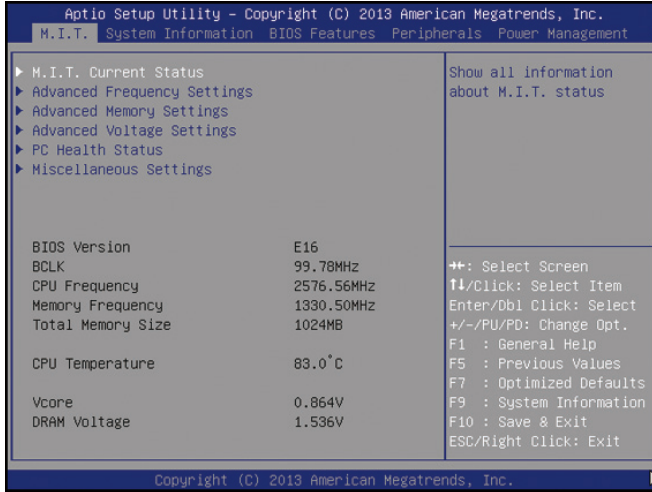 Aptio Setup Utility – Copyright (C) 2013 American Megatrends, Inc.
M.I.T. System Information BIOS Features Peripherals Power Management
M.I.T. Current Status
Advanced Frequency Settings
Advanced Memory Settings
Advanced Voltage Settings
PC Health Status
Miscellaneous Settings
Show all information
about M.I.T. status
BIOS Version E16
BCLK 99.78MHz
CPU Frequency 2576.56MHz
Memory Frequency 1330.50MHz
Total Memory Size 1024MB
CPU Temperature 83.0°C
Vcore 0.864V
DRAM Voltage 1.536V
→←: Select Screen
↑↓/Click: Select Item
Enter/Dbl Click: Select
+/-/PU/PD: Change Opt.
F1 : General Help
F5 : Previous Values
F7 : Optimized Defaults
F9 : System Information
F10 : Save & Exit
ESC/Right Click: Exit
Copyright (C) 2013 American Megatrends, Inc.